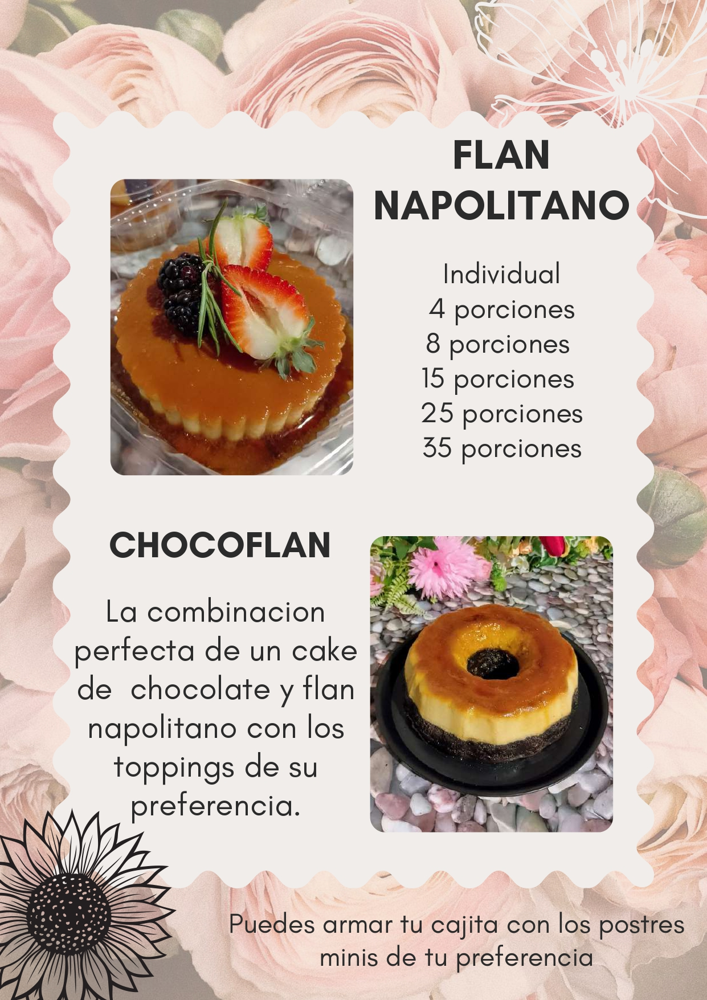 FLAN
NAPOLITANO
Individual
4 porciones
8 porciones
15 porciones
25 porciones
35 porciones
CHOCOFLAN
La combinacion
perfecta de un cake
de  chocolate y flan
napolitano con los
toppings de su
preferencia.
Puedes armar tu cajita con los postres
minis de tu preferencia